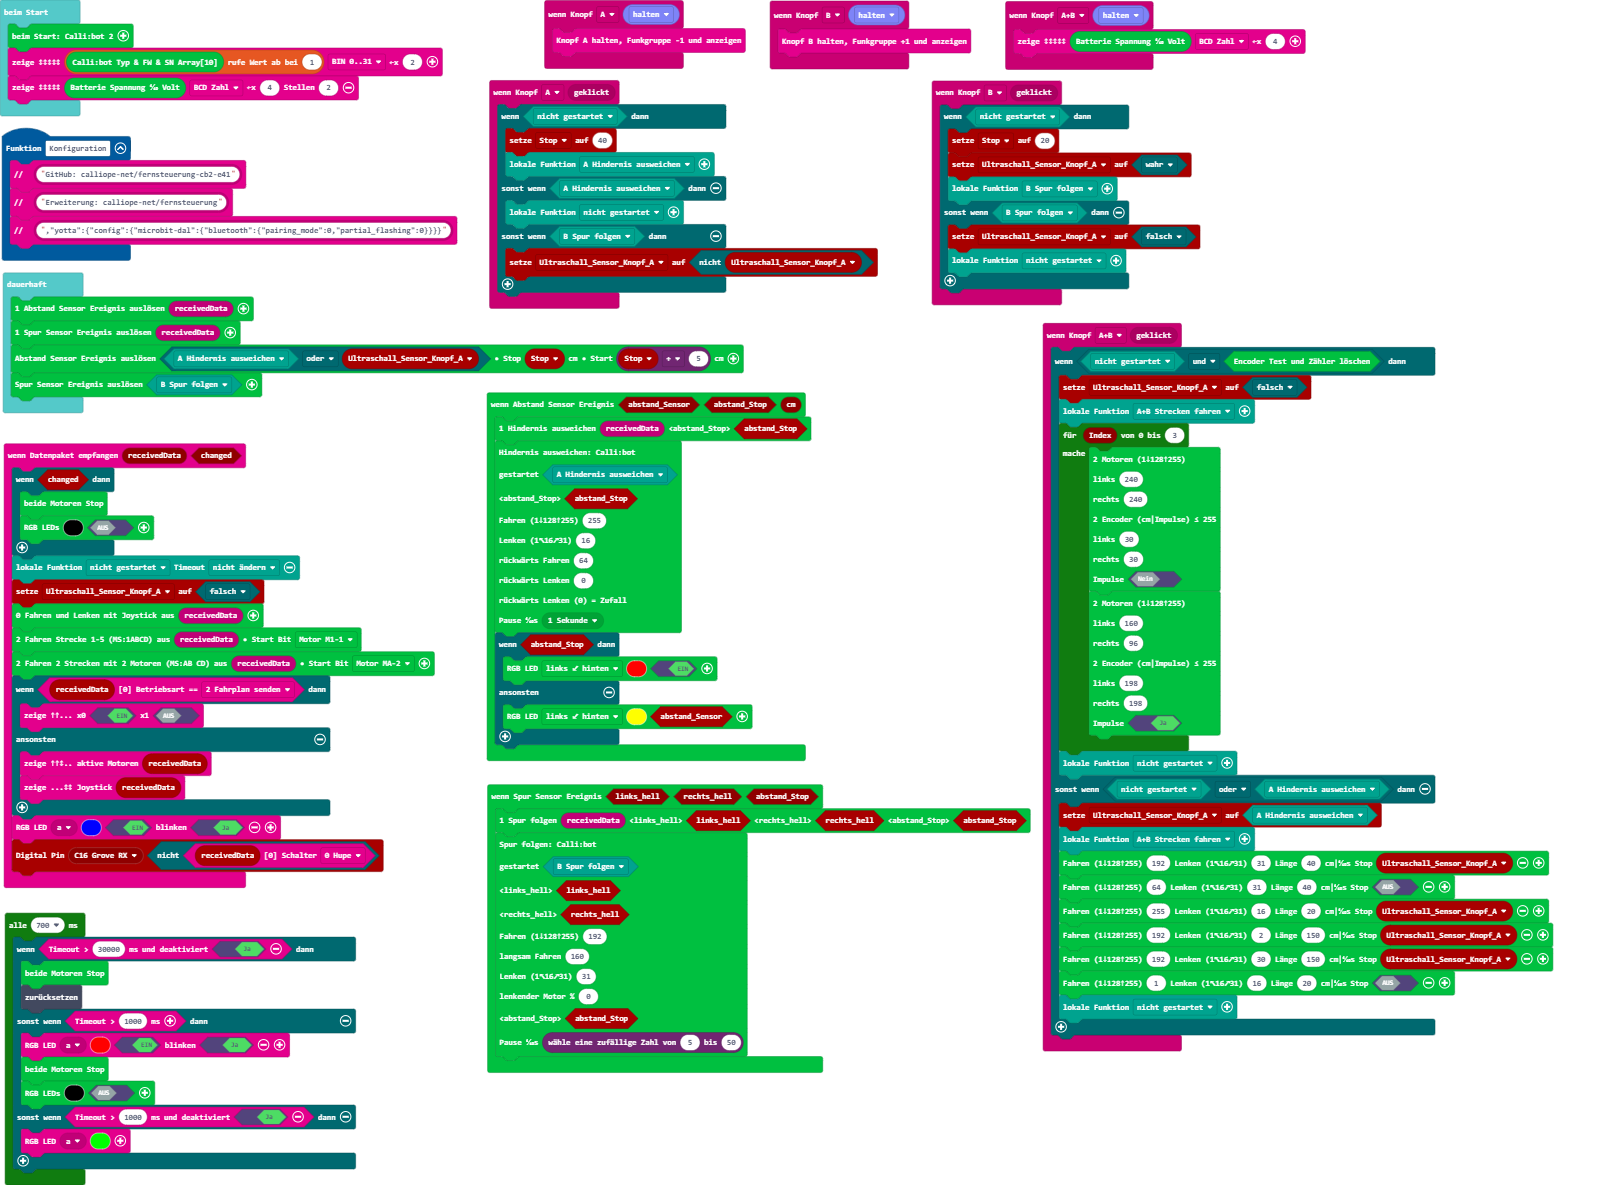 beim Start
beim Start: Calli:bot 2
zeige ↕↕↕↕↕ Calli:bot Typ & FW & SN Array[10] rufe Wert ab bei 1 BIN 0..31 ÷x 2
zeige ↕↕↕↕↕ Batterie Spannung ‰ Volt BCD Zahl ÷x 4 Stellen 2
Funktion Konfiguration
// "GitHub: calliope-net/fernsteuerung-cb2-e41"
// "Erweiterung: calliope-net/fernsteuerung"
// ","yotta":{"config":{"microbit-dal":{"bluetooth":{"pairing_mode":0,"partial_flashing":0}}}}"
dauerhaft
1 Abstand Sensor Ereignis auslösen receivedData
1 Spur Sensor Ereignis auslösen receivedData
Abstand Sensor Ereignis auslösen A Hindernis ausweichen oder Ultraschall_Sensor_Knopf_A • Stop Stop cm • Start Stop ÷ 5 cm
Spur Sensor Ereignis auslösen B Spur folgen
wenn Datenpaket empfangen receivedData changed
wenn changed dann
beide Motoren Stop
RGB LEDs AUS
lokale Funktion nicht gestartet Timeout nicht ändern
setze Ultraschall_Sensor_Knopf_A auf falsch
0 Fahren und Lenken mit Joystick aus receivedData
2 Fahren Strecke 1-5 (MS:1ABCD) aus receivedData • Start Bit Motor M1-1
2 Fahren 2 Strecken mit 2 Motoren (MS:AB CD) aus receivedData • Start Bit Motor MA-2
wenn receivedData [0] Betriebsart == 2 Fahrplan senden dann
zeige ↑↑... x0 EIN x1 AUS
ansonsten
zeige ↑↑↕.. aktive Motoren receivedData
zeige ...↕↕ Joystick receivedData
RGB LED a EIN blinken Ja
Digital Pin C16 Grove RX nicht receivedData [0] Schalter 0 Hupe
alle 700 ms
wenn Timeout > 30000 ms und deaktiviert Ja dann
beide Motoren Stop
zurücksetzen
sonst wenn Timeout > 1000 ms dann
RGB LED a EIN blinken Ja
beide Motoren Stop
RGB LEDs AUS
sonst wenn Timeout > 1000 ms und deaktiviert Ja dann
RGB LED a
wenn Knopf A halten
Knopf A halten, Funkgruppe -1 und anzeigen
wenn Knopf B halten
Knopf B halten, Funkgruppe +1 und anzeigen
wenn Knopf A+B halten
zeige ↕↕↕↕↕ Batterie Spannung ‰ Volt BCD Zahl ÷x 4
wenn Knopf A geklickt
wenn nicht gestartet dann
setze Stop auf 40
lokale Funktion A Hindernis ausweichen
sonst wenn A Hindernis ausweichen dann
lokale Funktion nicht gestartet
sonst wenn B Spur folgen dann
setze Ultraschall_Sensor_Knopf_A auf nicht Ultraschall_Sensor_Knopf_A
wenn Knopf B geklickt
wenn nicht gestartet dann
setze Stop auf 20
setze Ultraschall_Sensor_Knopf_A auf wahr
lokale Funktion B Spur folgen
sonst wenn B Spur folgen dann
setze Ultraschall_Sensor_Knopf_A auf falsch
lokale Funktion nicht gestartet
wenn Abstand Sensor Ereignis abstand_Sensor abstand_Stop cm
1 Hindernis ausweichen receivedData <abstand_Stop> abstand_Stop
Hindernis ausweichen: Calli:bot
gestartet A Hindernis ausweichen
<abstand_Stop> abstand_Stop
Fahren (1↓128↑255) 255
Lenken (1↖16↗31) 16
rückwärts Fahren 64
rückwärts Lenken 0
rückwärts Lenken (0) = Zufall
Pause ‰s 1 Sekunde
wenn abstand_Stop dann
RGB LED links ↙ hinten EIN
ansonsten
RGB LED links ↙ hinten abstand_Sensor
wenn Spur Sensor Ereignis links_hell rechts_hell abstand_Stop
1 Spur folgen receivedData <links_hell> links_hell <rechts_hell> rechts_hell <abstand_Stop> abstand_Stop
Spur folgen: Calli:bot
gestartet B Spur folgen
<links_hell> links_hell
<rechts_hell> rechts_hell
Fahren (1↓128↑255) 192
langsam Fahren 160
Lenken (1↖16↗31) 31
lenkender Motor % 0
<abstand_Stop> abstand_Stop
Pause ‰s wähle eine zufällige Zahl von 5 bis 50
wenn Knopf A+B geklickt
wenn nicht gestartet und Encoder Test und Zähler löschen dann
setze Ultraschall_Sensor_Knopf_A auf falsch
lokale Funktion A+B Strecken fahren
für Index von 0 bis 3
mache
2 Motoren (1↓128↑255)
links 240
rechts 240
2 Encoder (cm|Impulse) ≤ 255
links 30
rechts 30
Impulse Nein
2 Motoren (1↓128↑255)
links 160
rechts 96
2 Encoder (cm|Impulse) ≤ 255
links 198
rechts 198
Impulse Ja
lokale Funktion nicht gestartet
sonst wenn nicht gestartet oder A Hindernis ausweichen dann
setze Ultraschall_Sensor_Knopf_A auf A Hindernis ausweichen
lokale Funktion A+B Strecken fahren
Fahren (1↓128↑255) 192 Lenken (1↖16↗31) 31 Länge 40 cm|‰s Stop Ultraschall_Sensor_Knopf_A
Fahren (1↓128↑255) 64 Lenken (1↖16↗31) 31 Länge 40 cm|‰s Stop AUS
Fahren (1↓128↑255) 255 Lenken (1↖16↗31) 16 Länge 20 cm|‰s Stop Ultraschall_Sensor_Knopf_A
Fahren (1↓128↑255) 192 Lenken (1↖16↗31) 2 Länge 150 cm|‰s Stop Ultraschall_Sensor_Knopf_A
Fahren (1↓128↑255) 192 Lenken (1↖16↗31) 30 Länge 150 cm|‰s Stop Ultraschall_Sensor_Knopf_A
Fahren (1↓128↑255) 1 Lenken (1↖16↗31) 16 Länge 20 cm|‰s Stop AUS
lokale Funktion nicht gestartet